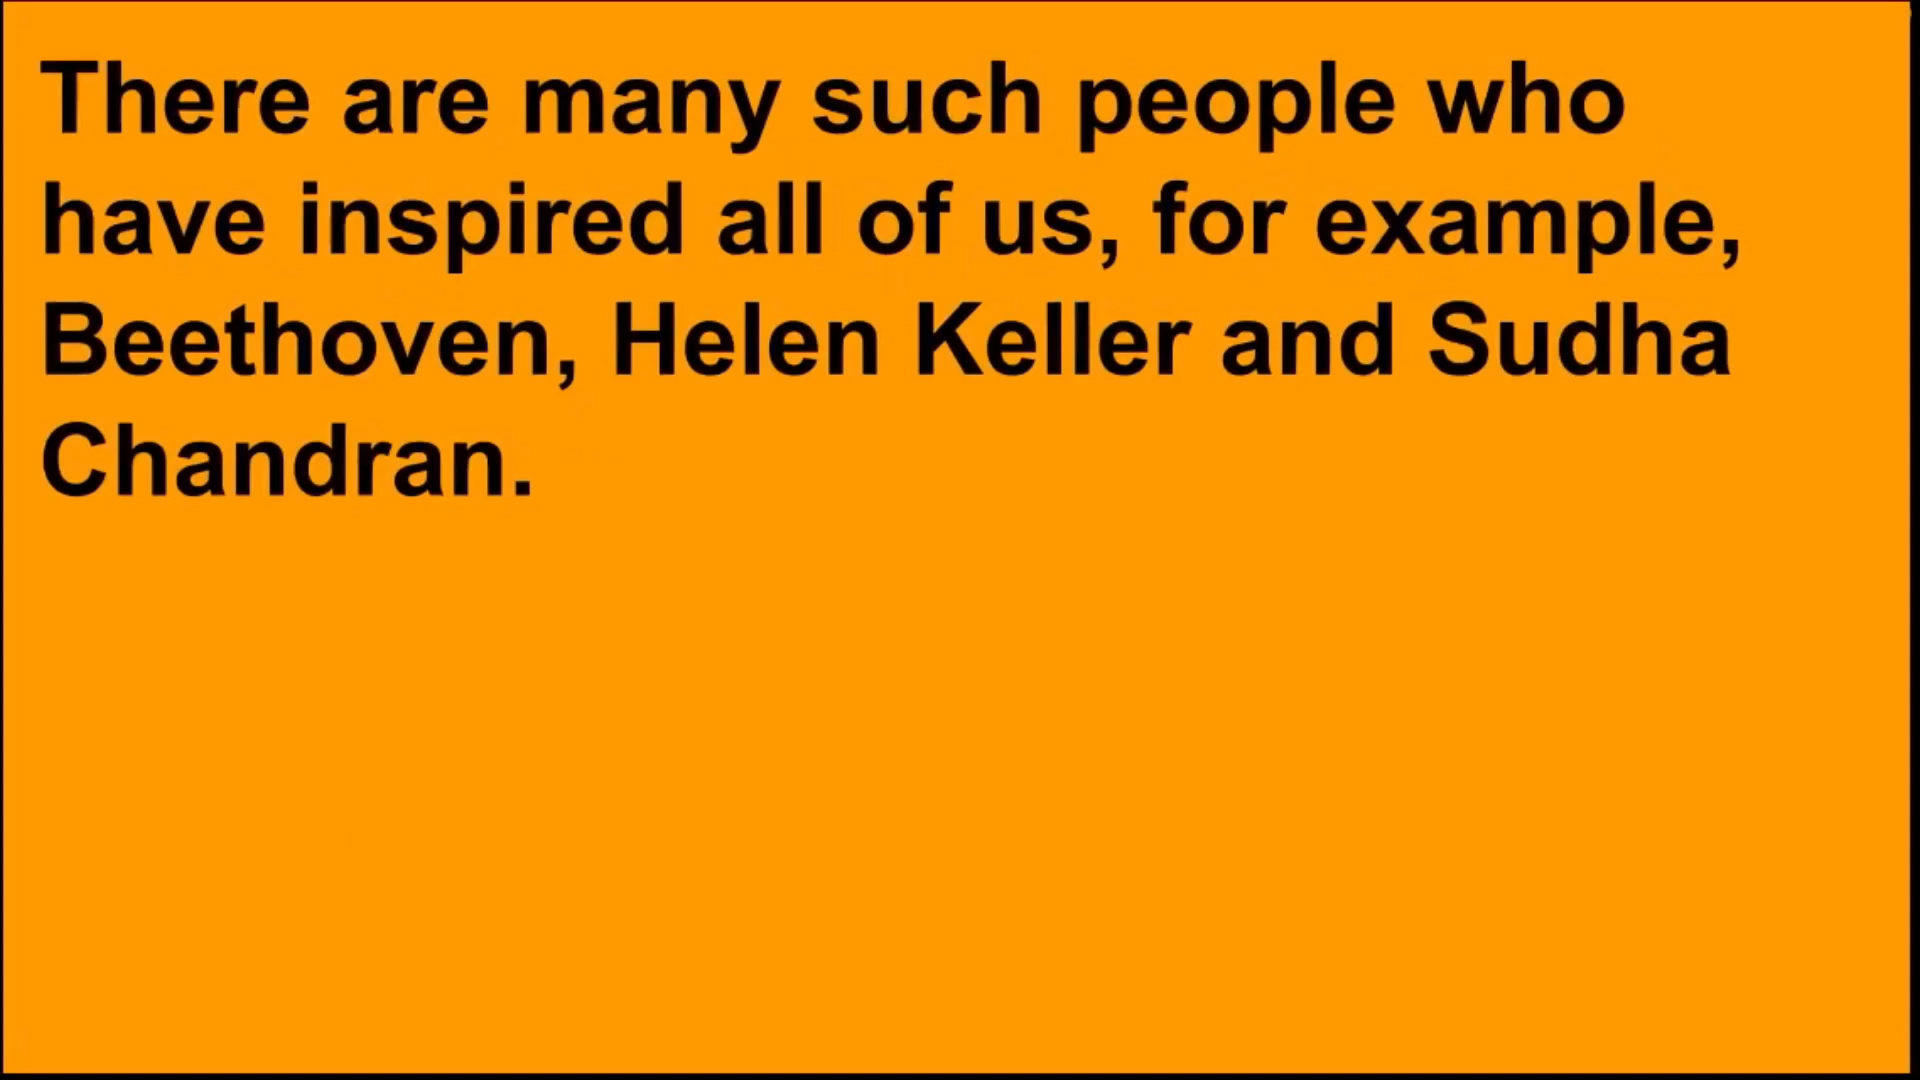 There are many such people who
have inspired all of us, for example,
Beethoven, Helen Keller and Sudha
Chandran.